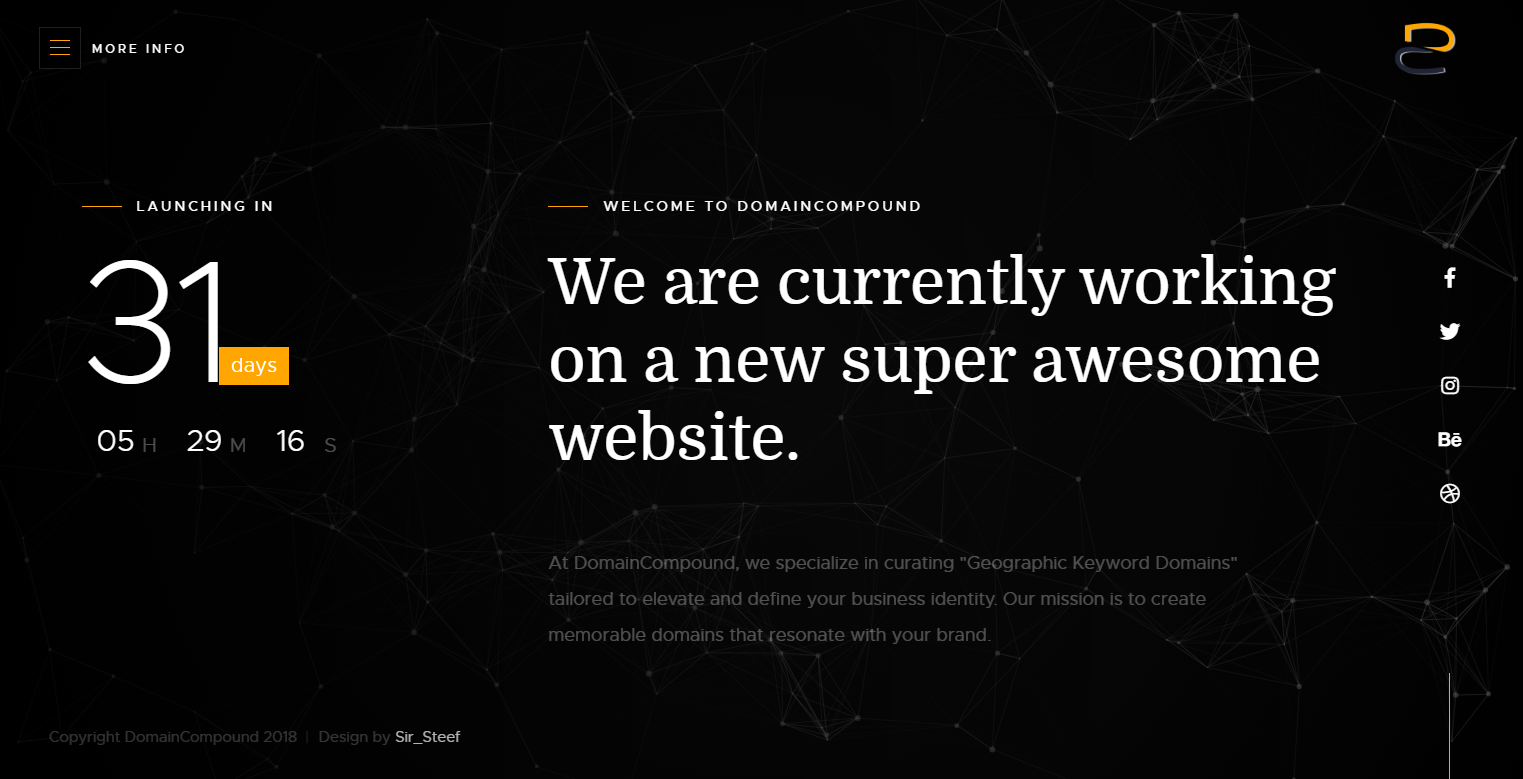 MORE INFO
LAUNCHING IN
31
days
05 H 29 M 16 S
WELCOME TO DOMAINCOMPOUND
We are currently working
on a new super awesome
website.
At DomainCompound, we specialize in curating "Geographic Keyword Domains"
tailored to elevate and define your business identity. Our mission is to create
memorable domains that resonate with your brand.
Bē
Copyright DomainCompound 2018 | Design by Sir_Steef